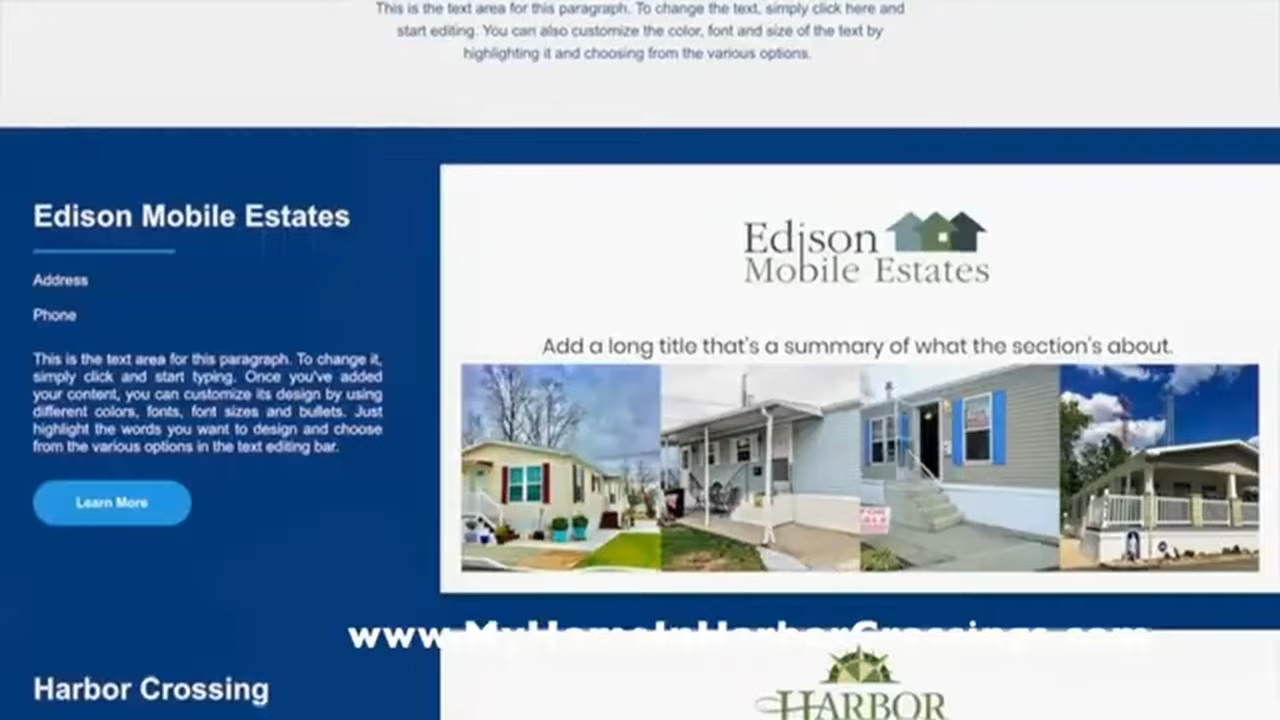 This is the text area for this paragraph. To change the text, simply click here and
start editing. You can also customize the color, font and size of the text by
highlighting it and choosing from the various options.
Edison Mobile Estates
Address
Phone
This is the text area for this paragraph. To change it,
simply click and start typing. Once you've added
your content, you can customize its design by using
different colors, fonts, font sizes and bullets. Just
highlight the words you want to design and choose
from the various options in the text editing bar.
Learn More
Edison
Mobile Estates
Add a long title that's a summary of what the section's about.
FOR
SALE
www.MyHomeInHarborCrossings.com
Harbor Crossing
HARBOR